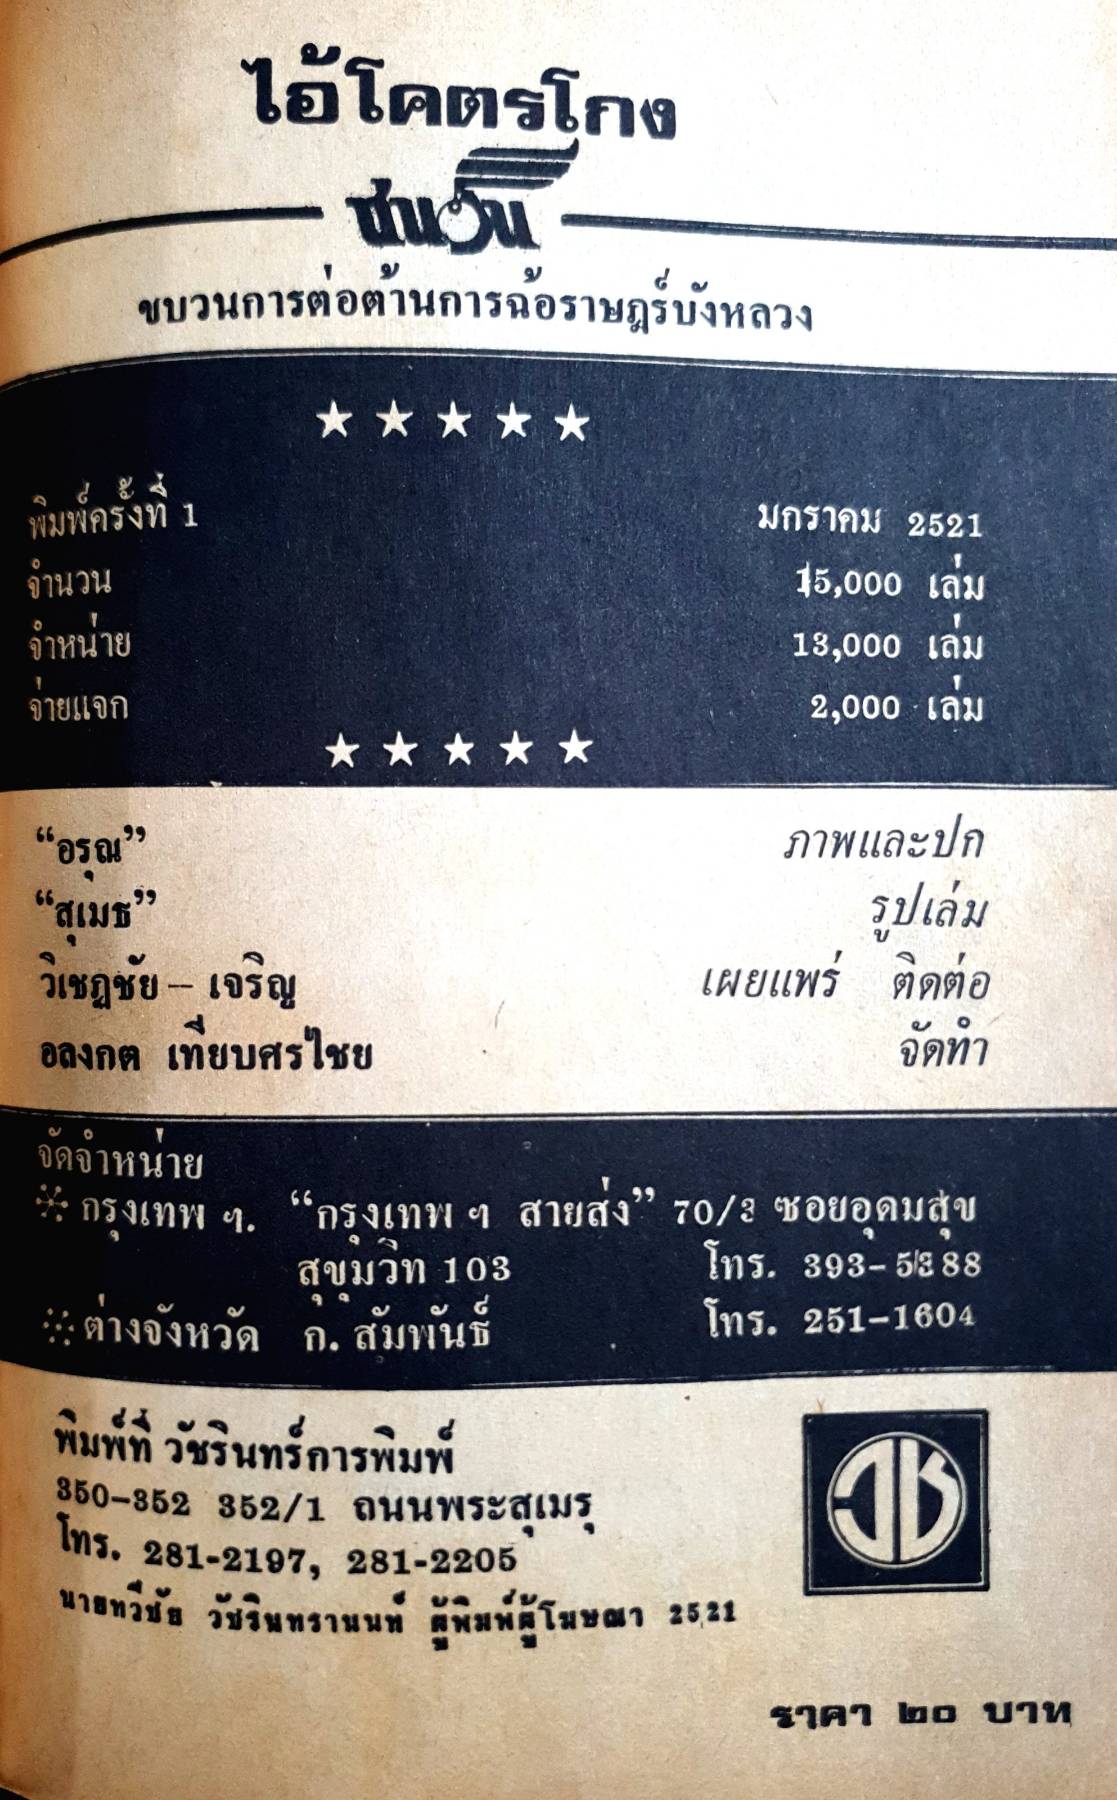 ไอ้โคตรโกง
ขบวนการต่อต้านการฉ้อราษฎร์บังหลวง
พิมพ์ครั้งที่ 1 มกราคม 2521
จำนวน 15,000 เล่ม
จำหน่าย 13,000 เล่ม
จ่ายแจก 2,000 เล่ม
“อรุณ” ภาพและปก
“สุเมธ” รูปเล่ม
วิเชฏชัย – เจริญ เผยแพร่ ติดต่อ
อลงกต เทียบศรไชย จัดทำ
จัดจำหน่าย
กรุงเทพ ฯ. “กรุงเทพ ฯ สายส่ง” 70/3 ซอยอุดมสุข
สุขุมวิท 103 โทร. 393-5388
ต่างจังหวัด ก. สัมพันธ์ โทร. 251-1604
พิมพ์ที่ วัชรินทร์การพิมพ์
350-352 352/1 ถนนพระสุเมรุ
โทร. 281-2197, 281-2205
นายทวีชัย วัชรินทรานนท์ ผู้พิมพ์ผู้โฆษณา 2521
ราคา ๒๐ บาท